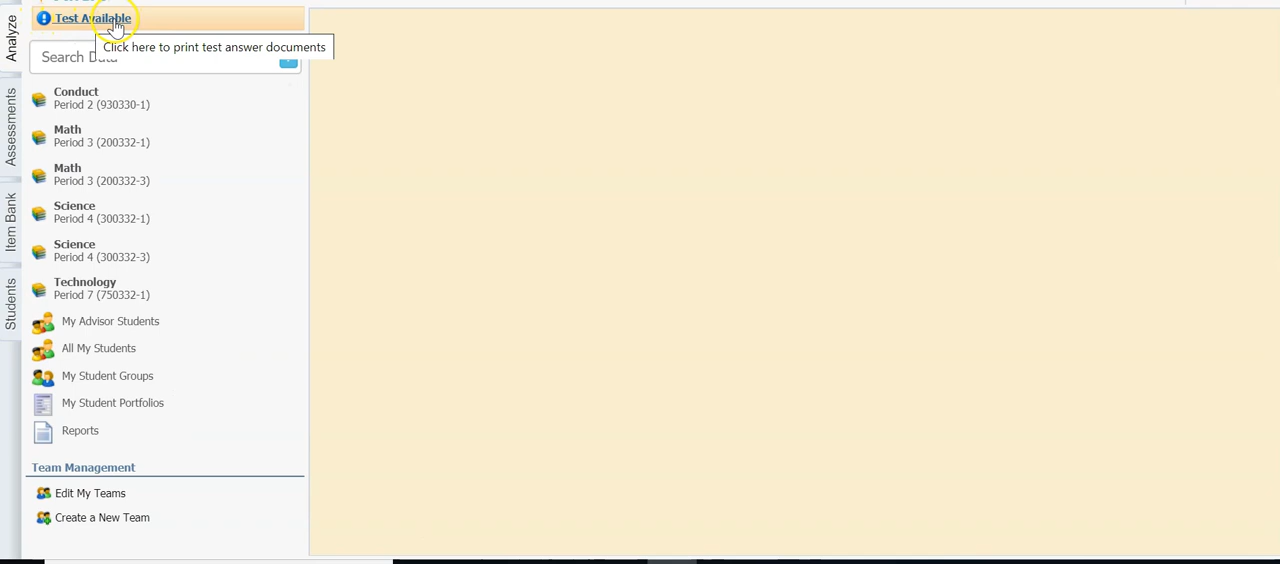 Test Available
Click here to print test answer documents
Search Data
Conduct
Period 2 (930330-1)
Math
Period 3 (200332-1)
Math
Period 3 (200332-3)
Science
Period 4 (300332-1)
Science
Period 4 (300332-3)
Technology
Period 7 (750332-1)
My Advisor Students
All My Students
My Student Groups
My Student Portfolios
Reports
Team Management
Edit My Teams
Create a New Team
Analyze
Assessments
Item Bank
Students